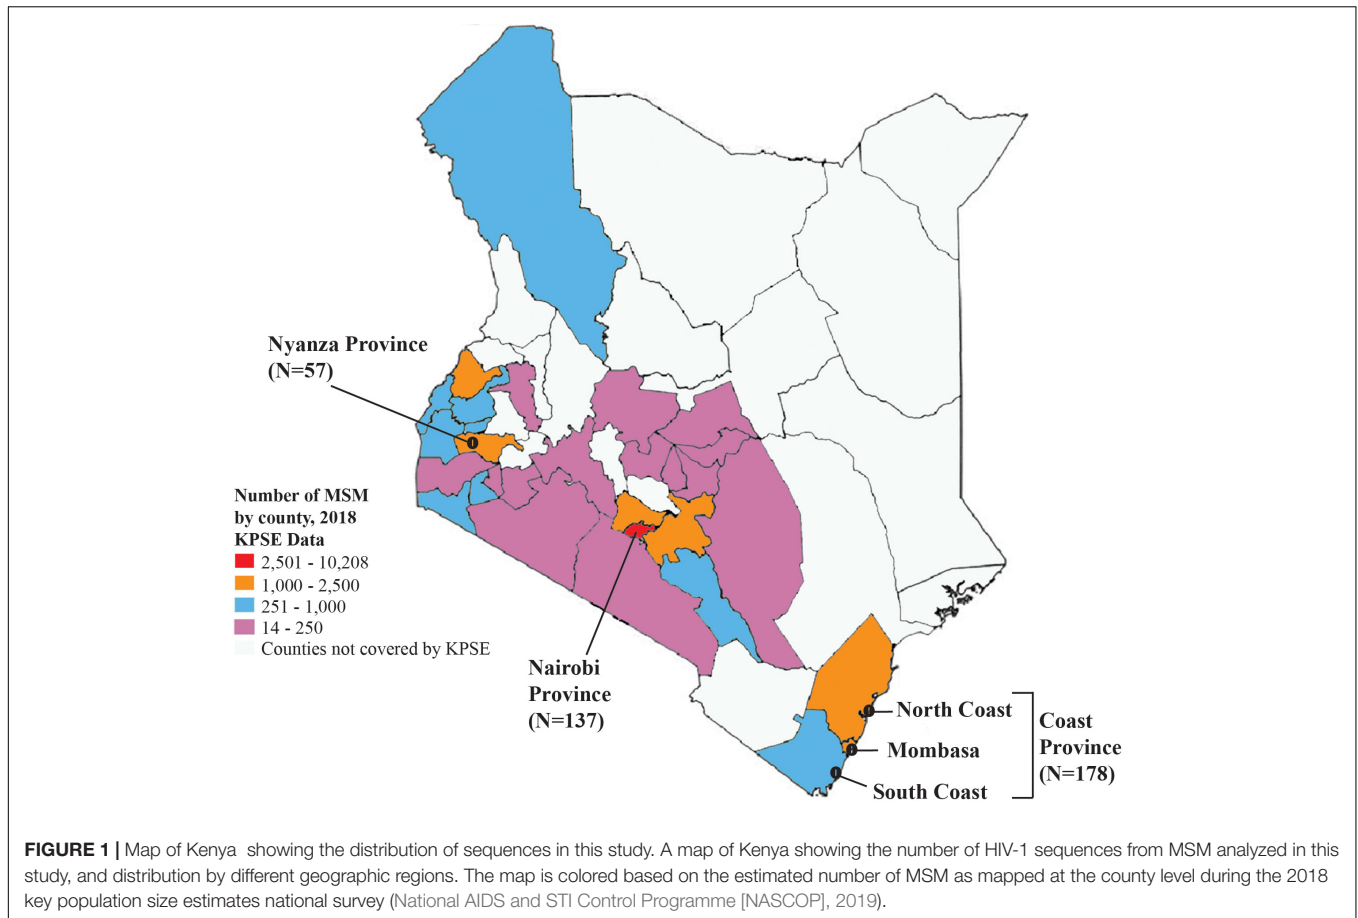 Nyanza Province
(N=57)
Number of MSM
by county, 2018
KPSE Data
2,501 - 10,208
1,000 - 2,500
251 - 1,000
14 - 250
Counties not covered by KPSE
Nairobi
Province
(N=137)
North Coast
Mombasa
South Coast
Coast
Province
(N=178)
FIGURE 1 | Map of Kenya showing the distribution of sequences in this study. A map of Kenya showing the number of HIV-1 sequences from MSM analyzed in this
study, and distribution by different geographic regions. The map is colored based on the estimated number of MSM as mapped at the county level during the 2018
key population size estimates national survey (National AIDS and STI Control Programme [NASCOP], 2019).